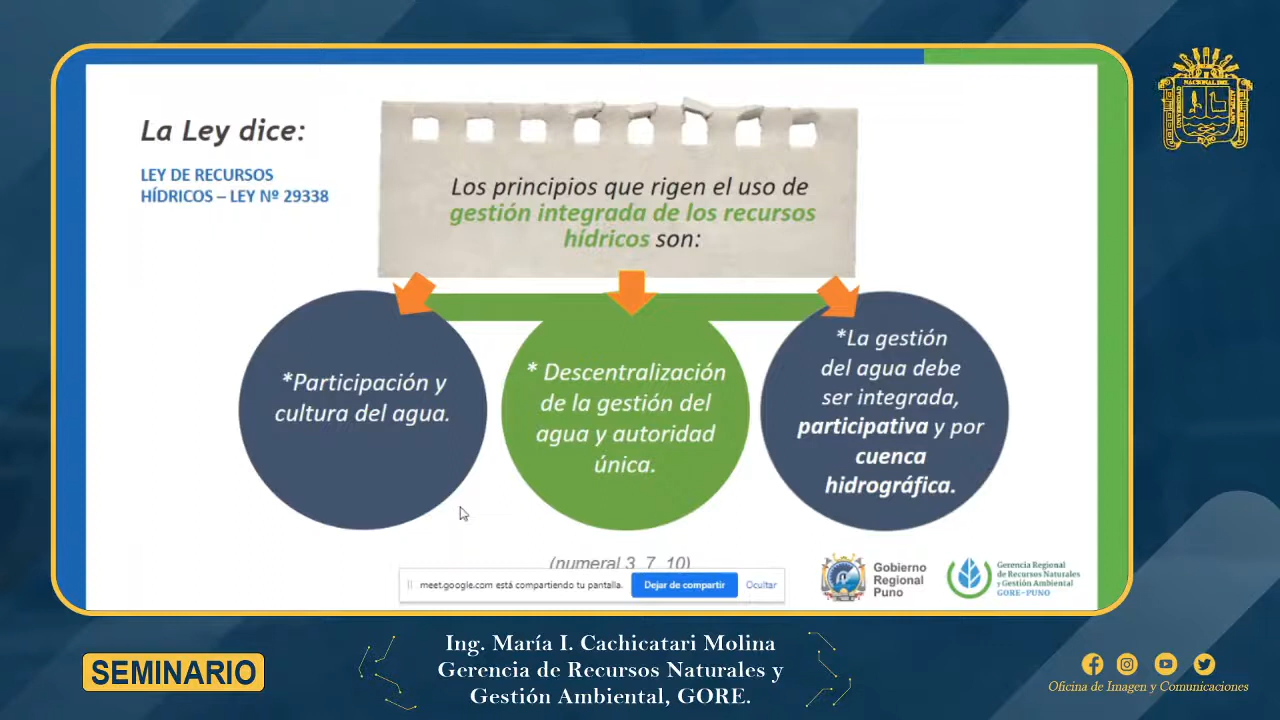 La Ley dice:
LEY DE RECURSOS
HÍDRICOS – LEY Nº 29338
Los principios que rigen el uso de
gestión integrada de los recursos
hídricos son:
*Participación y
cultura del agua.
* Descentralización
de la gestión del
agua y autoridad
única.
*La gestión
del agua debe
ser integrada,
participativa y por
cuenca
hidrográfica.
(numeral 3, 7, 10)
meet.google.com está compartiendo tu pantalla.
Dejar de compartir
Ocultar
Gobierno
Regional
Puno
Gerencia Regional
de Recursos Naturales
y Gestión Ambiental
GORE-PUNO
SEMINARIO
Ing. María I. Cachicatari Molina
Gerencia de Recursos Naturales y
Gestión Ambiental, GORE.
Oficina de Imagen y Comunicaciones